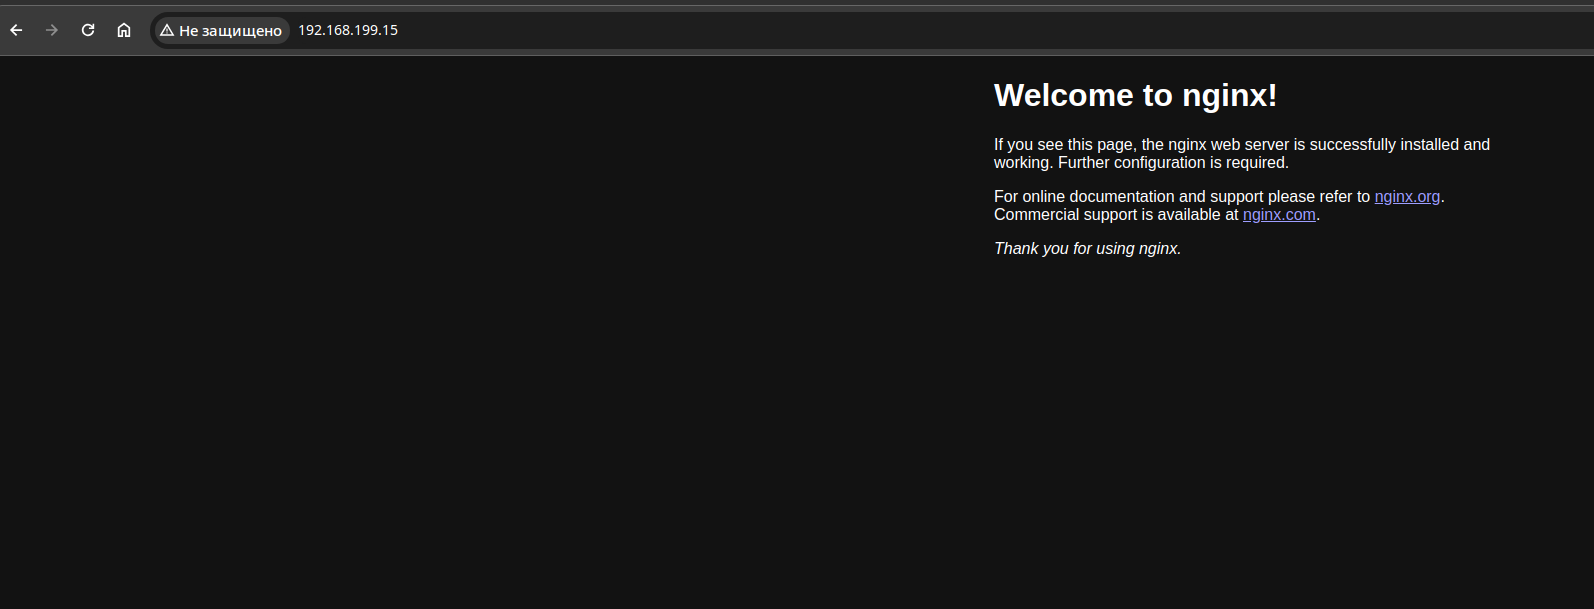 Не защищено 192.168.199.15
Welcome to nginx!
If you see this page, the nginx web server is successfully installed and
working. Further configuration is required.
For online documentation and support please refer to nginx.org.
Commercial support is available at nginx.com.
Thank you for using nginx.